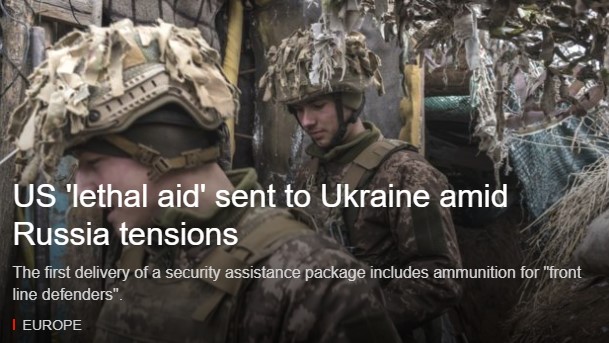 US 'lethal aid' sent to Ukraine amid
Russia tensions
The first delivery of a security assistance package includes ammunition for "front
line defenders".
EUROPE